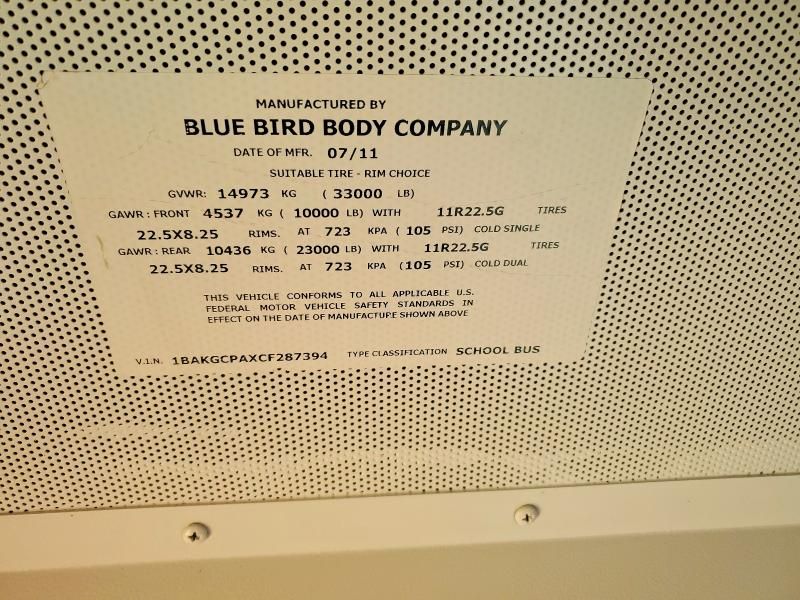 MANUFACTURED BY
BLUE BIRD BODY COMPANY
DATE OF MFR. 07/11
SUITABLE TIRE - RIM CHOICE
GVWR: 14973 KG ( 33000 LB)
GAWR : FRONT 4537 KG ( 10000 LB) WITH 11R22.5G TIRES
22.5X8.25 RIMS. AT 723 KPA ( 105 PSI) COLD SINGLE
GAWR : REAR 10436 KG ( 23000 LB) WITH 11R22.5G TIRES
22.5X8.25 RIMS. AT 723 KPA ( 105 PSI) COLD DUAL
THIS VEHICLE CONFORMS TO ALL APPLICABLE U.S.
FEDERAL MOTOR VEHICLE SAFETY STANDARDS IN
EFFECT ON THE DATE OF MANUFACTURE SHOWN ABOVE
V.I.N. 1BAKGCPAXCF287394 TYPE CLASSIFICATION SCHOOL BUS